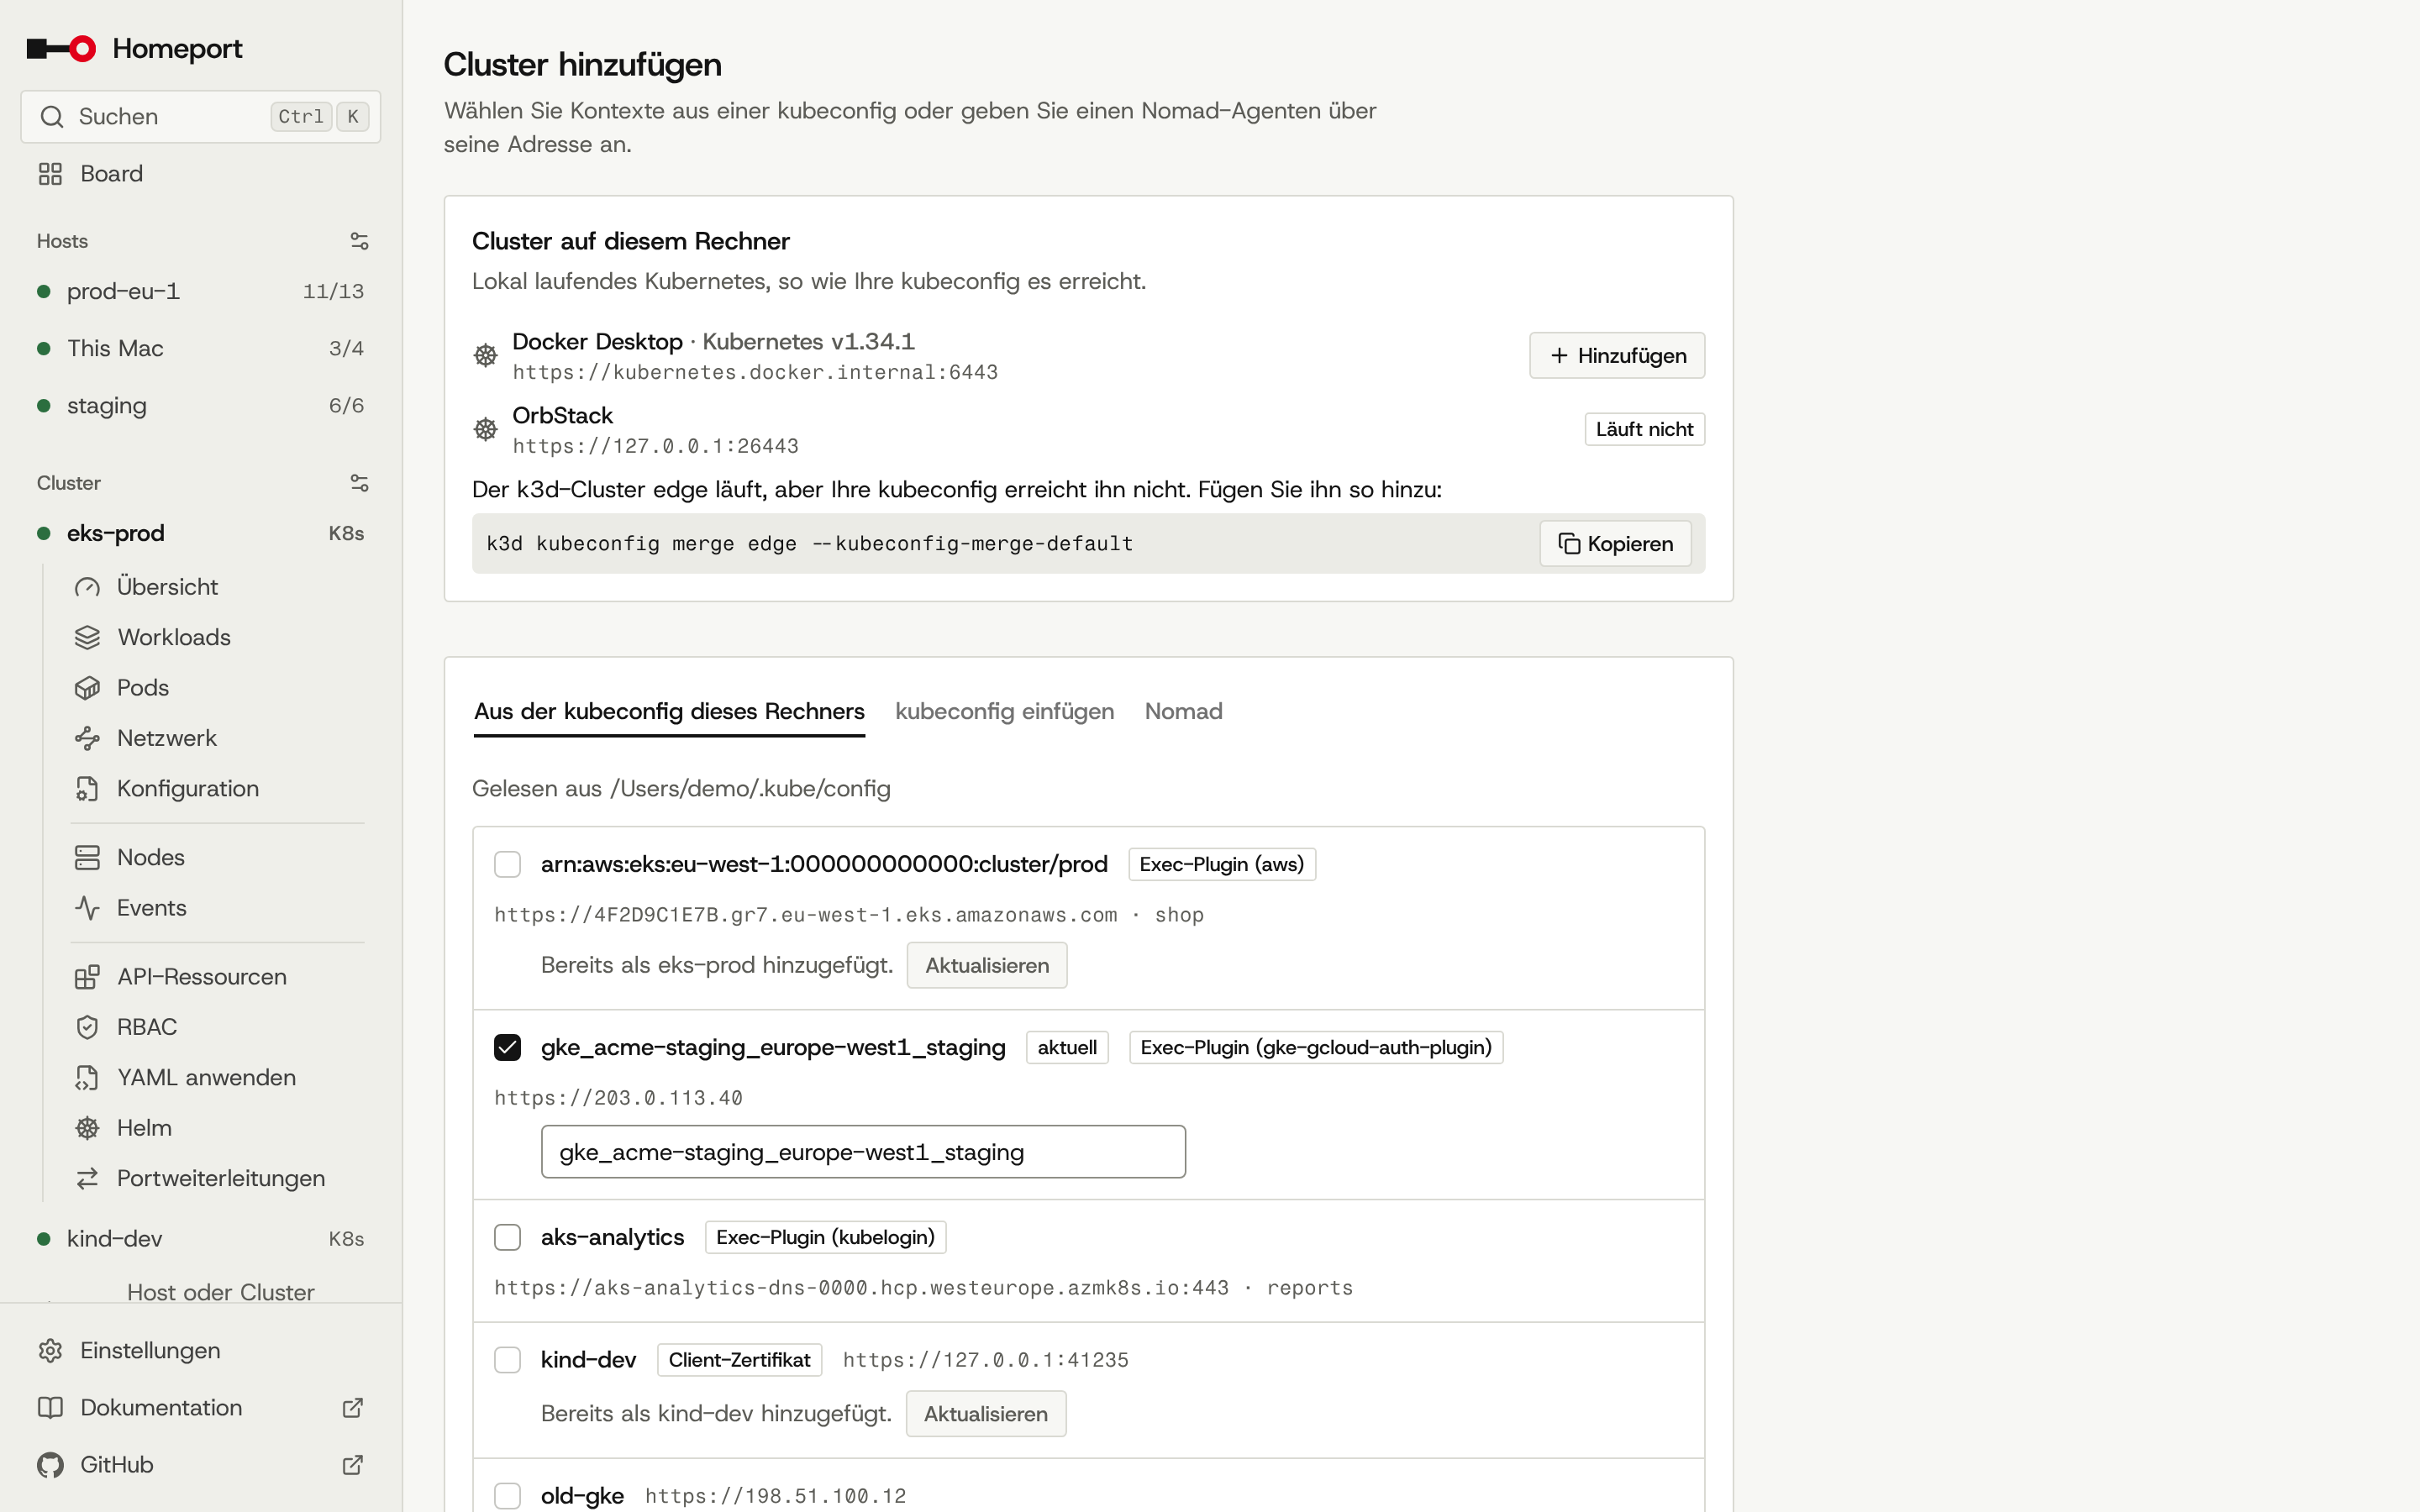 Homeport
Suchen Ctrl K
Board
Hosts
prod-eu-1 11/13
This Mac 3/4
staging 6/6
Cluster
eks-prod K8s
Übersicht
Workloads
Pods
Netzwerk
Konfiguration
Nodes
Events
API-Ressourcen
RBAC
YAML anwenden
Helm
Portweiterleitungen
kind-dev K8s
Host oder Cluster
Einstellungen
Dokumentation
GitHub
Cluster hinzufügen
Wählen Sie Kontexte aus einer kubeconfig oder geben Sie einen Nomad-Agenten über
seine Adresse an.
Cluster auf diesem Rechner
Lokal laufendes Kubernetes, so wie Ihre kubeconfig es erreicht.
Docker Desktop · Kubernetes v1.34.1
https://kubernetes.docker.internal:6443
Hinzufügen
OrbStack
https://127.0.0.1:26443
Läuft nicht
Der k3d-Cluster edge läuft, aber Ihre kubeconfig erreicht ihn nicht. Fügen Sie ihn so hinzu:
k3d kubeconfig merge edge --kubeconfig-merge-default
Kopieren
Aus der kubeconfig dieses Rechners kubeconfig einfügen Nomad
Gelesen aus /Users/demo/.kube/config
arn:aws:eks:eu-west-1:000000000000:cluster/prod Exec-Plugin (aws)
https://4F2D9C1E7B.gr7.eu-west-1.eks.amazonaws.com · shop
Bereits als eks-prod hinzugefügt. Aktualisieren
gke_acme-staging_europe-west1_staging aktuell Exec-Plugin (gke-gcloud-auth-plugin)
https://203.0.113.40
gke_acme-staging_europe-west1_staging
aks-analytics Exec-Plugin (kubelogin)
https://aks-analytics-dns-0000.hcp.westeurope.azmk8s.io:443 · reports
kind-dev Client-Zertifikat https://127.0.0.1:41235
Bereits als kind-dev hinzugefügt. Aktualisieren
old-gke https://198.51.100.12